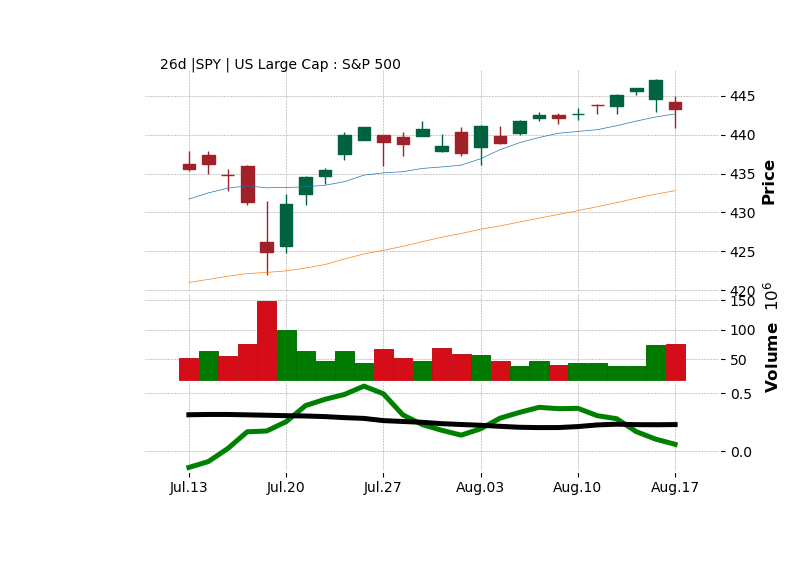 26d |SPY | US Large Cap : S&P 500
445
440
435
430
425
420
Price
150
100
50
Volume 10^6
0.5
0.0
Jul.13 Jul.20 Jul.27 Aug.03 Aug.10 Aug.17